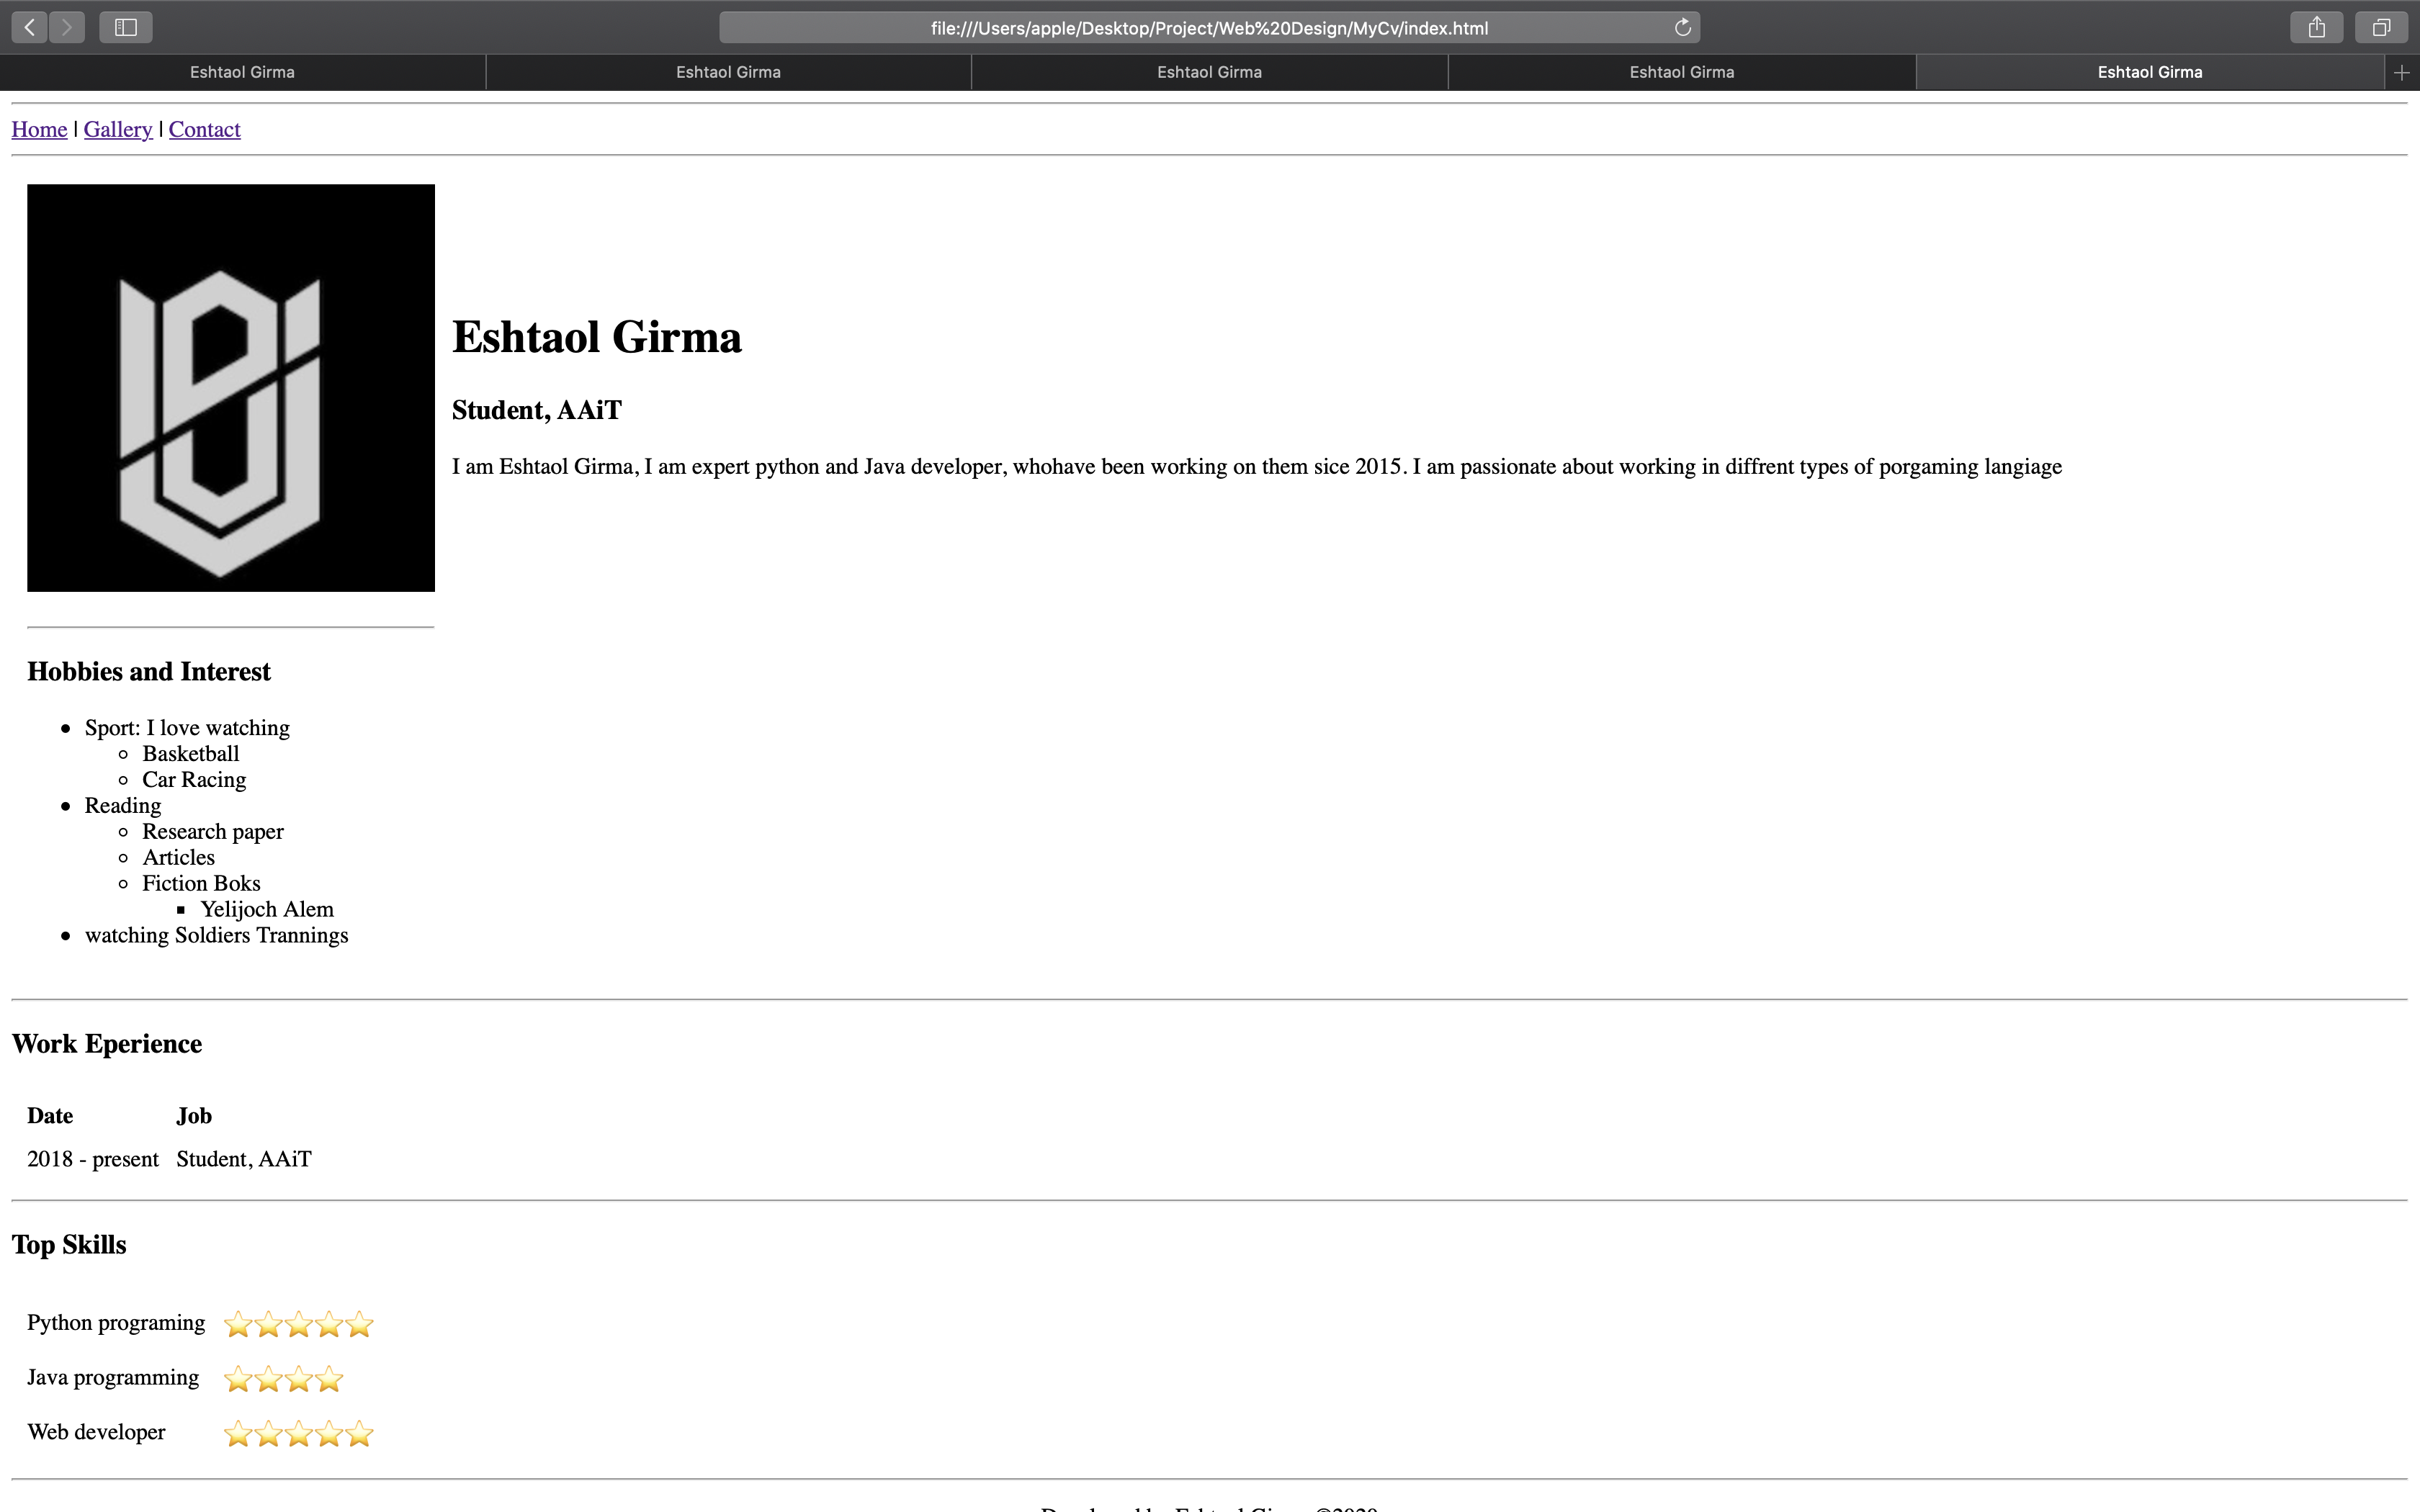 file:///Users/apple/Desktop/Project/Web%20Design/MyCv/index.html
Eshtaol Girma
Eshtaol Girma
Eshtaol Girma
Eshtaol Girma
Eshtaol Girma
Home | Gallery | Contact
Eshtaol Girma
Student, AAiT
I am Eshtaol Girma, I am expert python and Java developer, whohave been working on them sice 2015. I am passionate about working in diffrent types of porgaming langiage
Hobbies and Interest
Sport: I love watching
Basketball
Car Racing
Reading
Research paper
Articles
Fiction Boks
Yelijoch Alem
watching Soldiers Trannings
Work Eperience
Date Job
2018 - present Student, AAiT
Top Skills
Python programing ⭐⭐⭐⭐⭐
Java programming ⭐⭐⭐⭐
Web developer ⭐⭐⭐⭐⭐